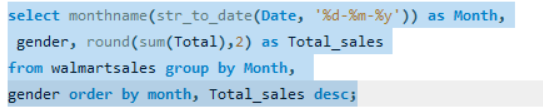 select monthname(str_to_date(Date, '%d-%m-%y')) as Month,
gender, round(sum(Total),2) as Total_sales
from walmartsales group by Month,
gender order by month, Total_sales desc;